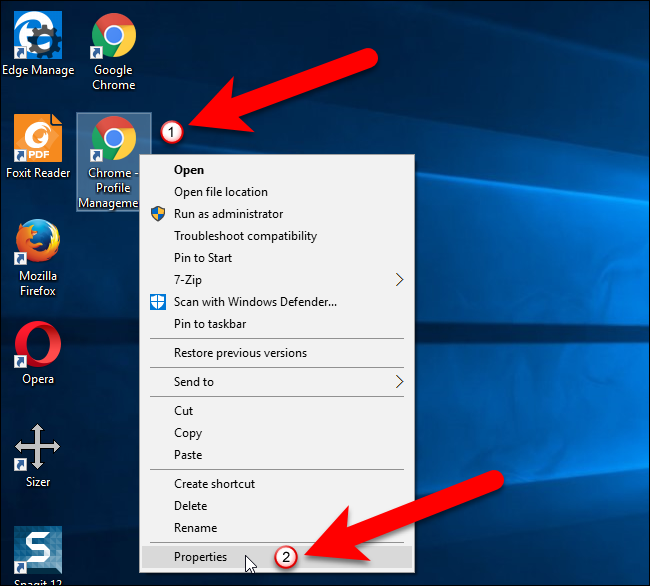 Edge Manage
Google
Chrome
PDF
Foxit Reader
Chrome -
Profile
Manageme
1
Mozilla
Firefox
Opera
Sizer
S
Snagit 12
Open
Open file location
Run as administrator
Troubleshoot compatibility
Pin to Start
7-Zip
Scan with Windows Defender...
Pin to taskbar
Restore previous versions
Send to
Cut
Copy
Paste
Create shortcut
Delete
Rename
Properties
2